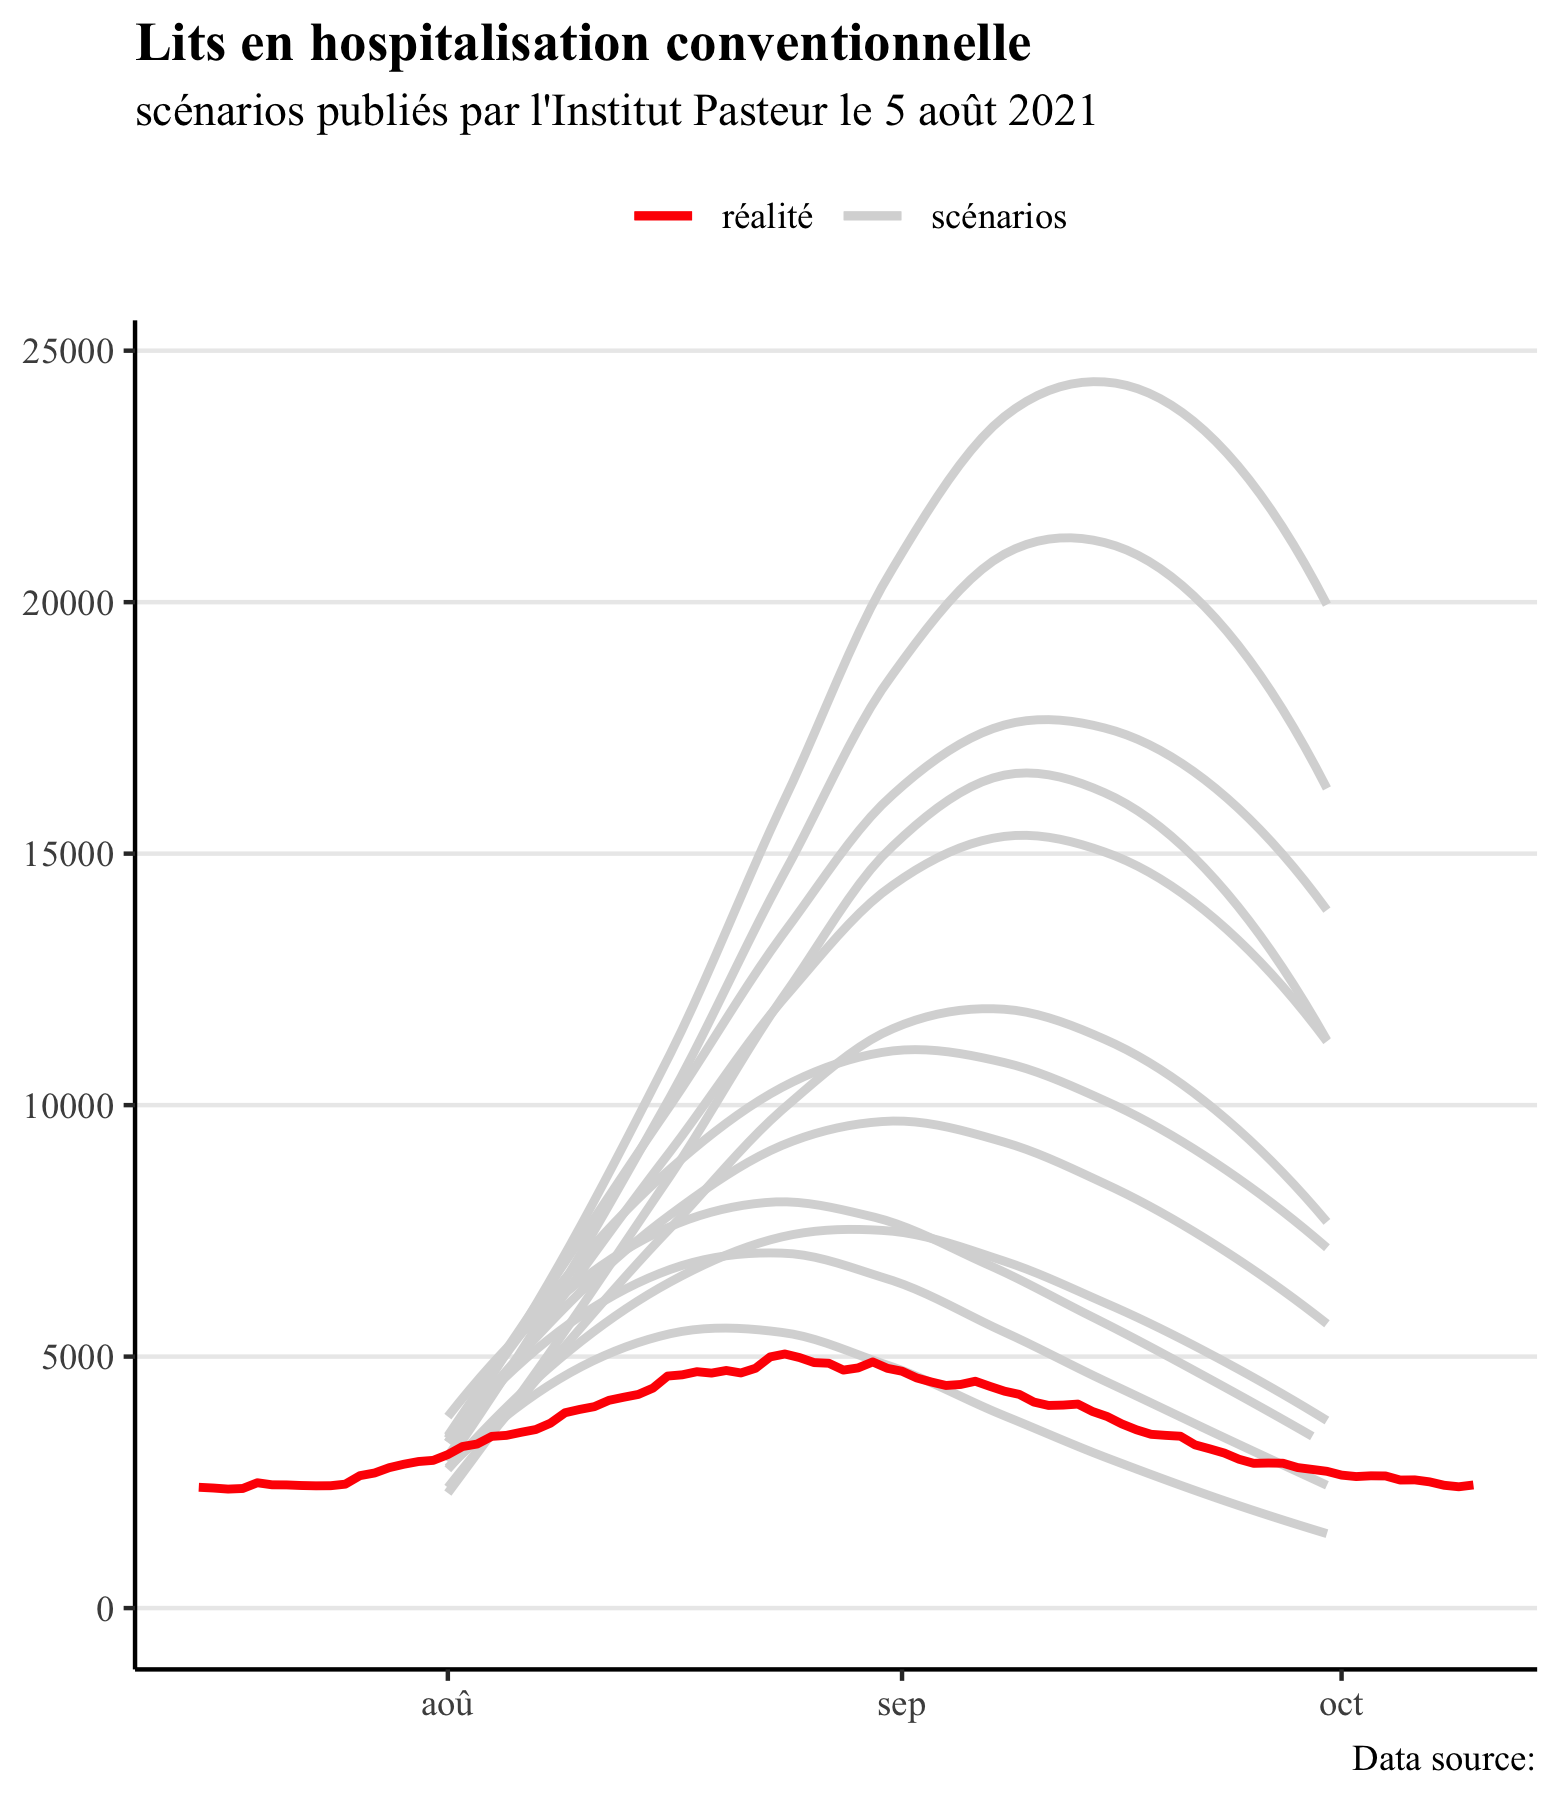 Lits en hospitalisation conventionnelle
scénarios publiés par l'Institut Pasteur le 5 août 2021
réalité scénarios
25000
20000
15000
10000
5000
0
aoû sep oct
Data source: